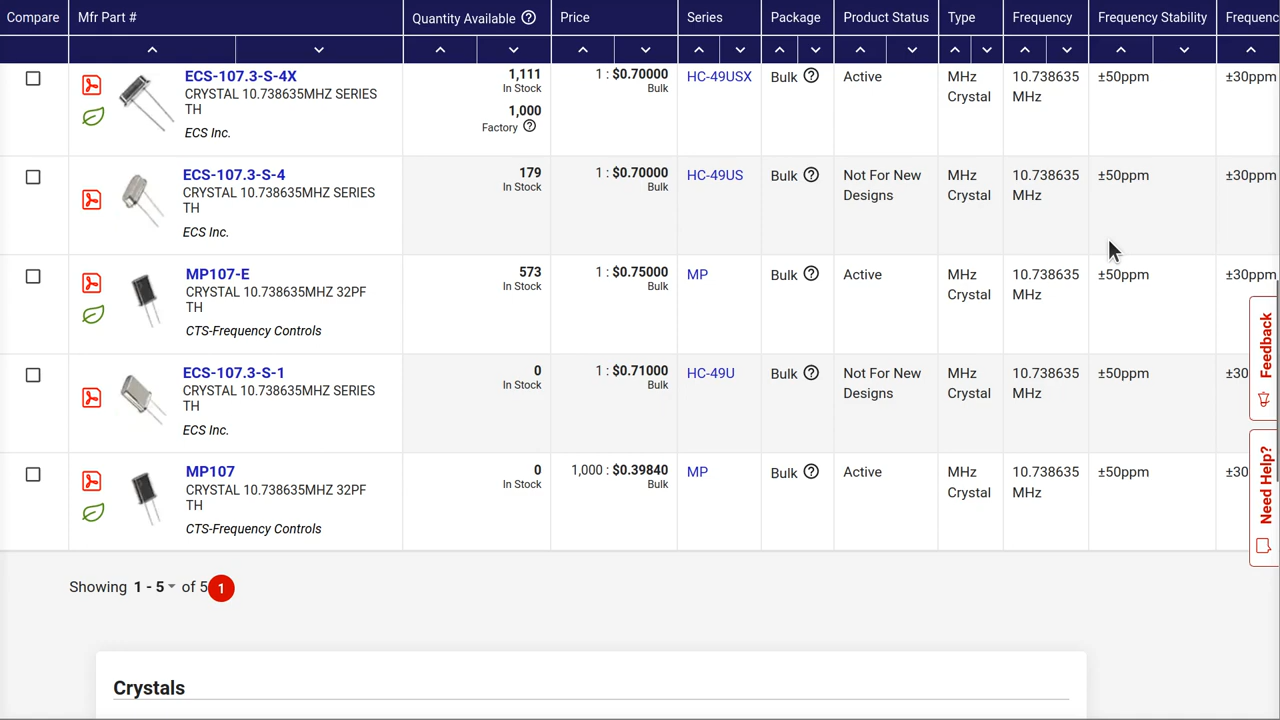 Compare Mfr Part # Quantity Available Price Series Package Product Status Type Frequency Frequency Stability Frequenc
ECS-107.3-S-4X
CRYSTAL 10.738635MHZ SERIES
TH
ECS Inc.
1,111
In Stock
1,000
Factory
1 : $0.70000
Bulk
HC-49USX
Bulk
Active
MHz
Crystal
10.738635
MHz
±50ppm
±30ppm
ECS-107.3-S-4
CRYSTAL 10.738635MHZ SERIES
TH
ECS Inc.
179
In Stock
1 : $0.70000
Bulk
HC-49US
Bulk
Not For New
Designs
MHz
Crystal
10.738635
MHz
±50ppm
±30ppm
MP107-E
CRYSTAL 10.738635MHZ 32PF
TH
CTS-Frequency Controls
573
In Stock
1 : $0.75000
Bulk
MP
Bulk
Active
MHz
Crystal
10.738635
MHz
±50ppm
±30ppm
ECS-107.3-S-1
CRYSTAL 10.738635MHZ SERIES
TH
ECS Inc.
0
In Stock
1 : $0.71000
Bulk
HC-49U
Bulk
Not For New
Designs
MHz
Crystal
10.738635
MHz
±50ppm
±30
MP107
CRYSTAL 10.738635MHZ 32PF
TH
CTS-Frequency Controls
0
In Stock
1,000 : $0.39840
Bulk
MP
Bulk
Active
MHz
Crystal
10.738635
MHz
±50ppm
±30
Feedback
Need Help?
Showing 1 - 5 of 5 1
Crystals